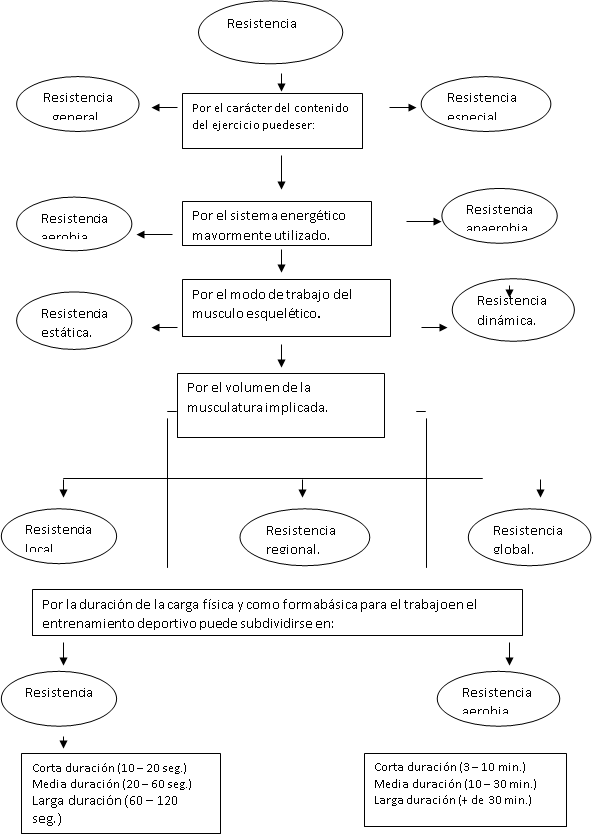 Resistencia
Resistencia
general
Por el carácter del contenido
del ejercicio puedeser:
Resistencia
especial
Resistencia
aerobia
Por el sistema energético
mayormente utilizado.
Resistencia
anaerobia
Resistencia
estática.
Por el modo de trabajo del
musculo esquelético.
Resistencia
dinámica.
Por el volumen de la
musculatura implicada.
Resistencia
local
Resistencia
regional.
Resistencia
global.
Por la duración de la carga física y como formabásica para el trabajoen el
entrenamiento deportivo puede subdividirse en:
Resistencia
Resistencia
aerobia
Corta duración (10 – 20 seg.)
Media duración (20 – 60 seg.)
Larga duración (60 – 120
seg.)
Corta duración (3 – 10 min.)
Media duración (10 – 30 min.)
Larga duración (+ de 30 min.)